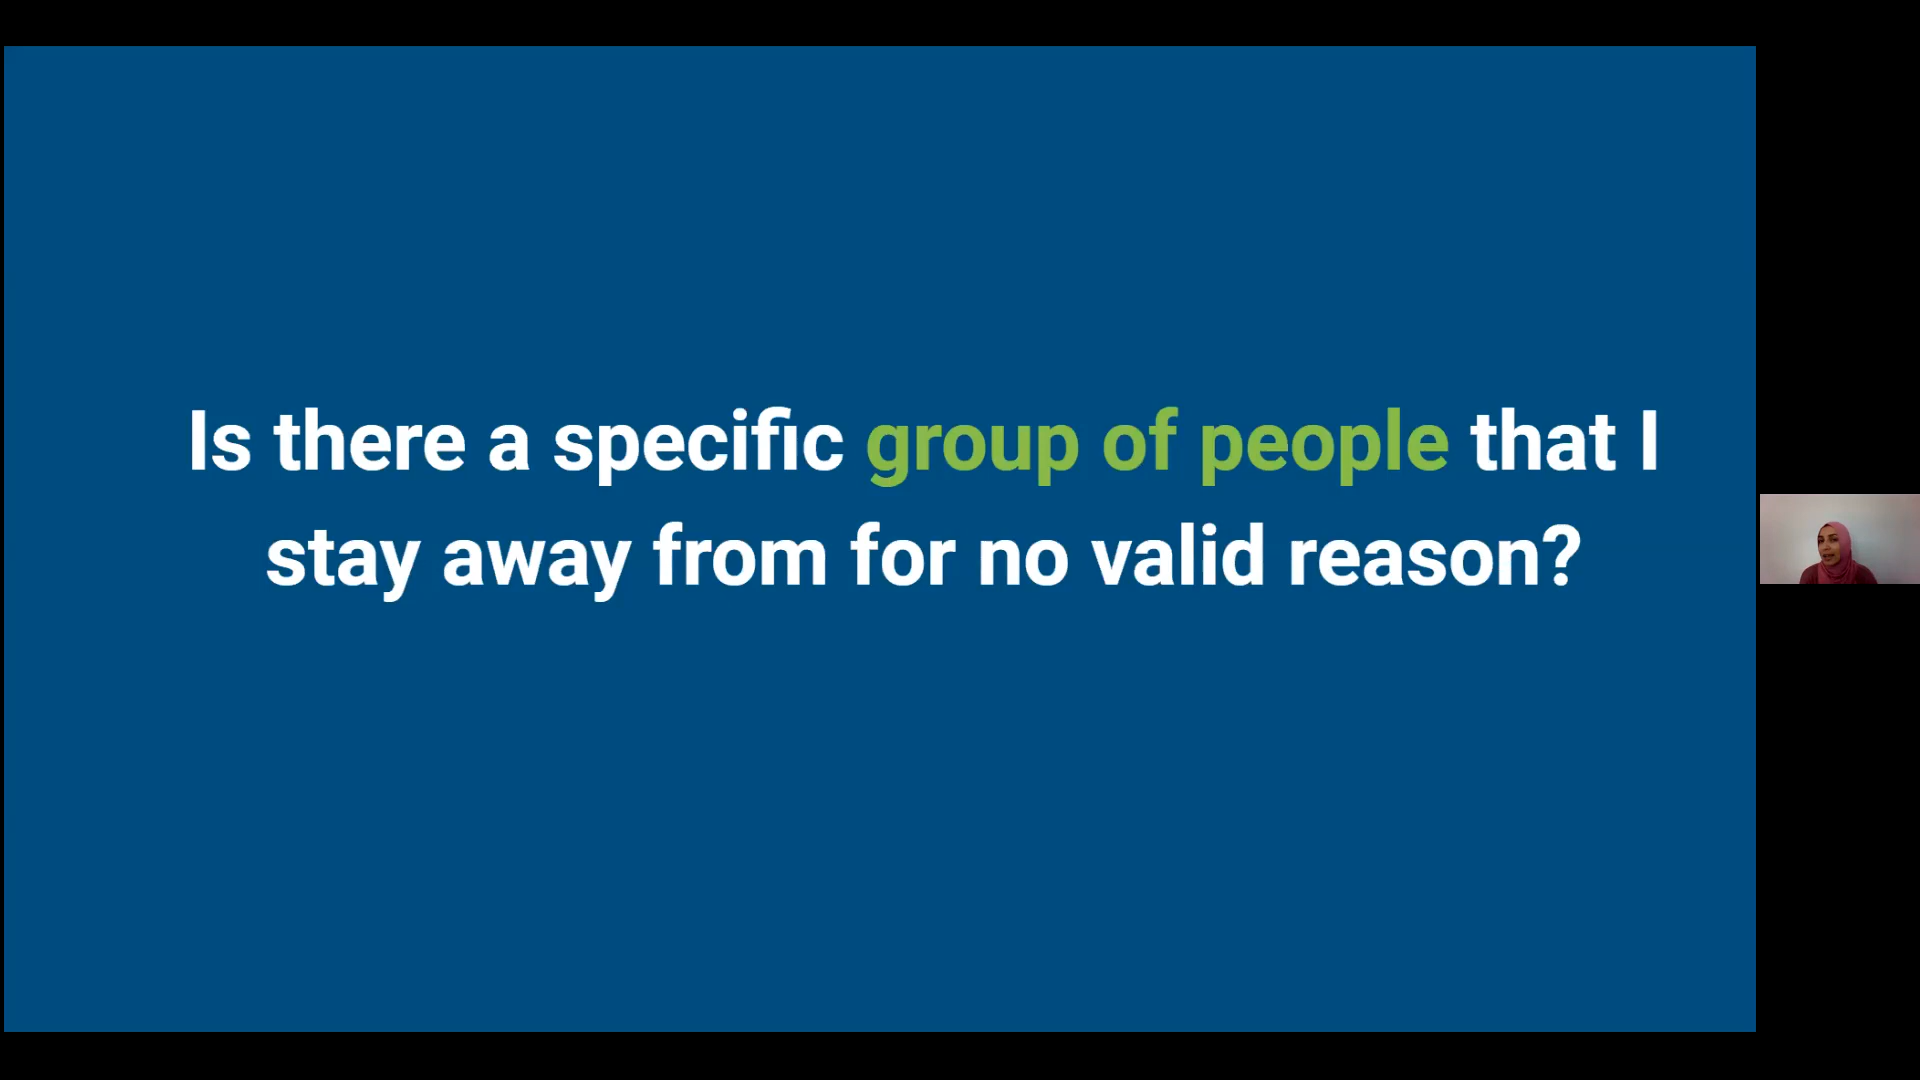 Is there a specific group of people that I
stay away from for no valid reason?